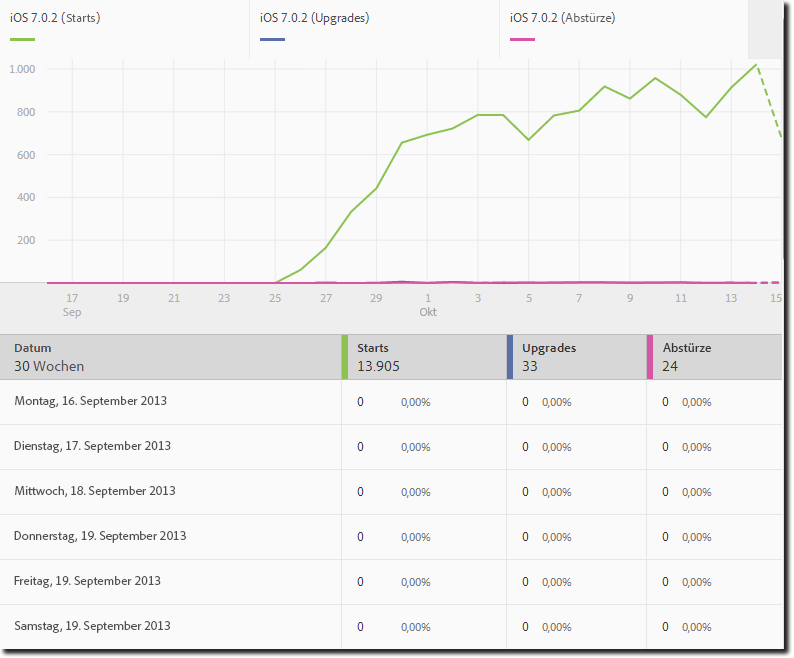 iOS 7.0.2 (Starts) iOS 7.0.2 (Upgrades) iOS 7.0.2 (Abstürze)
1.000
800
600
400
200
17 19 21 23 25 27 29 1 3 5 7 9 11 13 15
Sep Okt
Datum Starts Upgrades Abstürze
30 Wochen 13.905 33 24
Montag, 16. September 2013 0 0,00% 0 0,00% 0 0,00%
Dienstag, 17. September 2013 0 0,00% 0 0,00% 0 0,00%
Mittwoch, 18. September 2013 0 0,00% 0 0,00% 0 0,00%
Donnerstag, 19. September 2013 0 0,00% 0 0,00% 0 0,00%
Freitag, 19. September 2013 0 0,00% 0 0,00% 0 0,00%
Samstag, 19. September 2013 0 0,00% 0 0,00% 0 0,00%